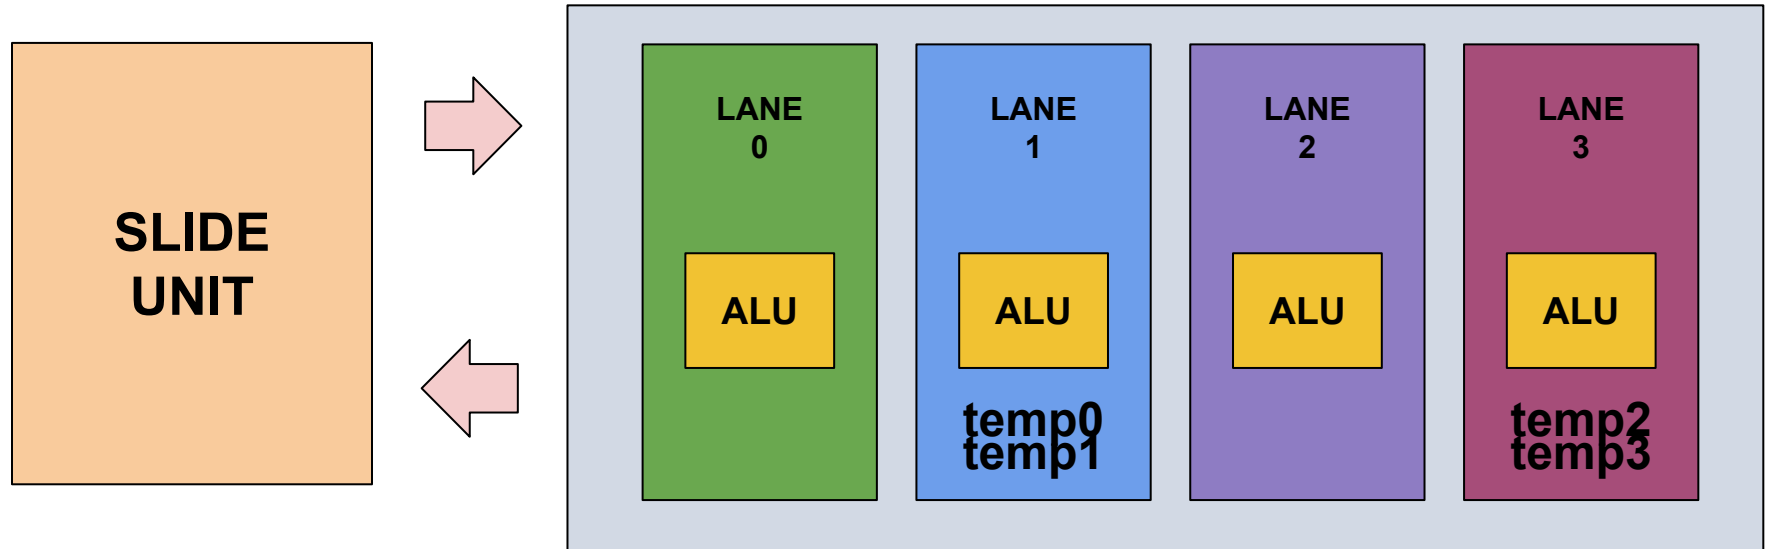 SLIDE
UNIT
LANE
0
ALU
LANE
1
ALU
temp0
temp1
LANE
2
ALU
LANE
3
ALU
temp2
temp3